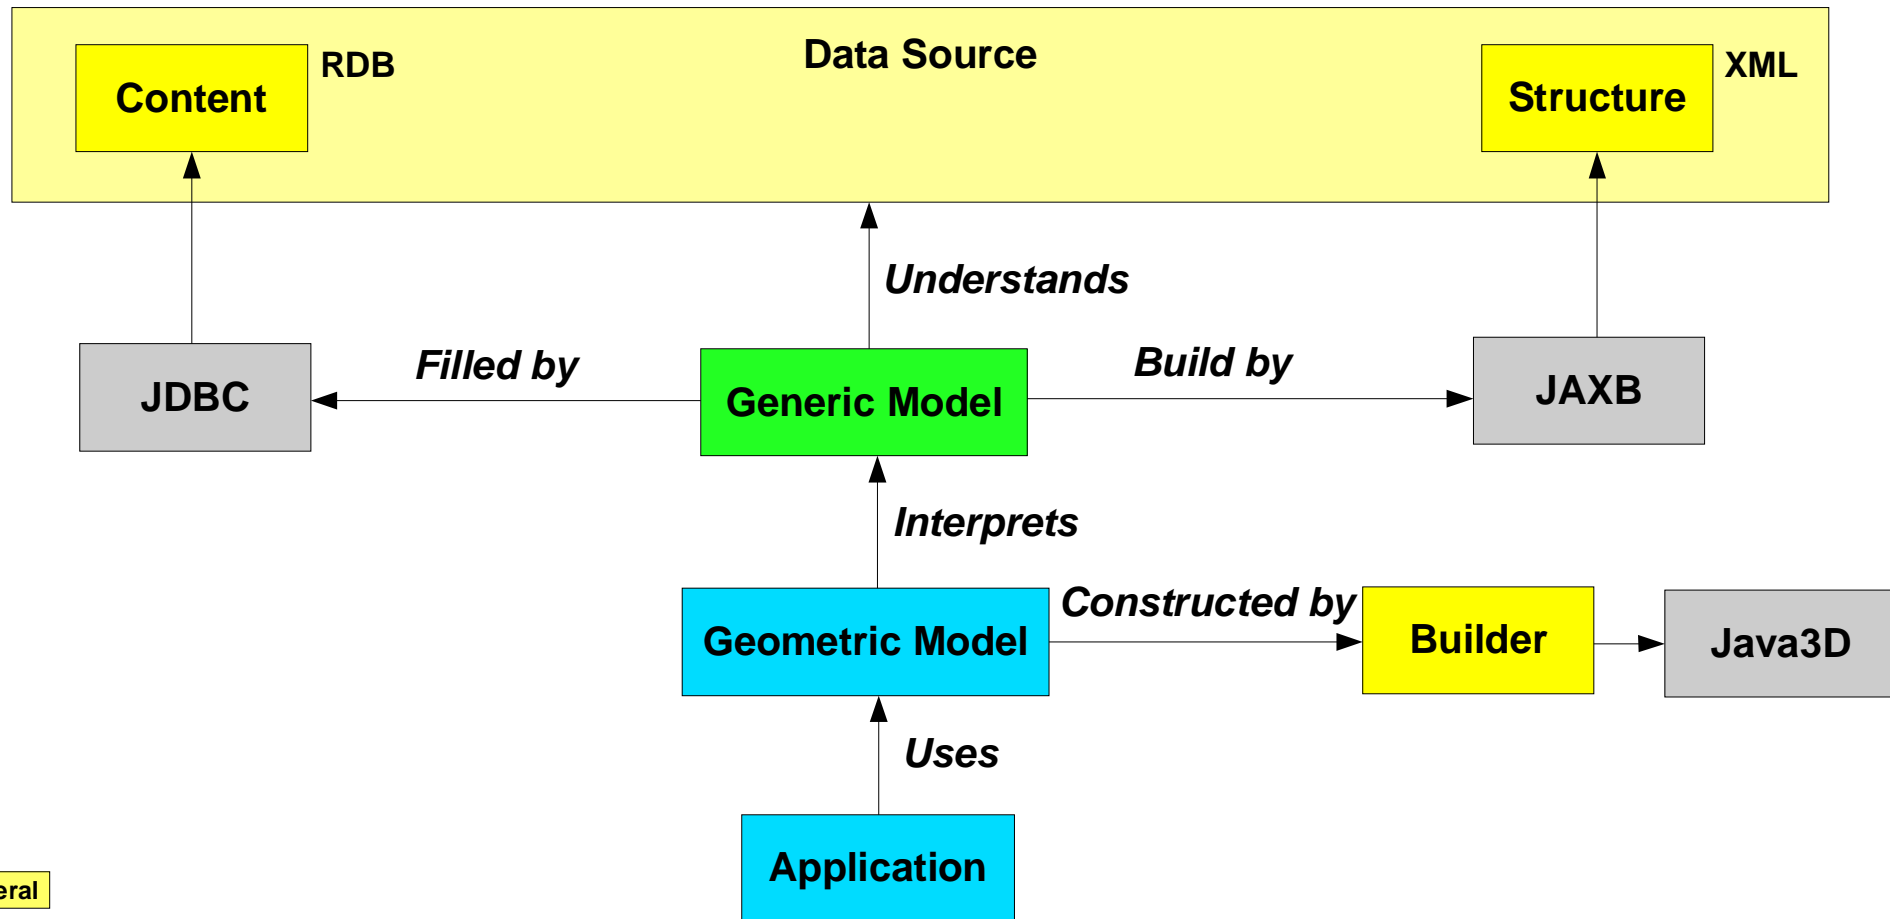 Data Source
RDB
XML
Content
Structure
Understands
Filled by
Build by
JDBC
Generic Model
JAXB
Interprets
Constructed by
Geometric Model
Builder
Java3D
Uses
Application
eral